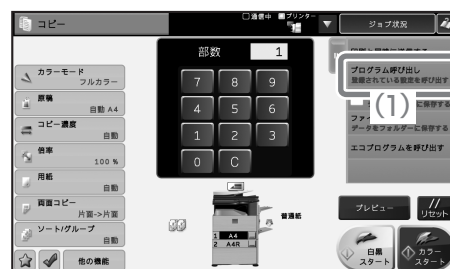 コピー
通信中
プリンター
ジョブ状況
部数
1
カラーモード
フルカラー
原稿
自動 A4
コピー濃度
自動
倍率
100 %
用紙
自動
両面コピー
片面->片面
ソート/グループ
自動
他の機能
7
8
9
4
5
6
1
2
3
0
C
普通紙
1 A4
2 A4R
プログラム呼び出し
登録されている設定を呼び出す
(1)
データをフォルダーに保存する
エコプログラムを呼び出す
プレビュー
リセット
白黒
スタート
カラー
スタート